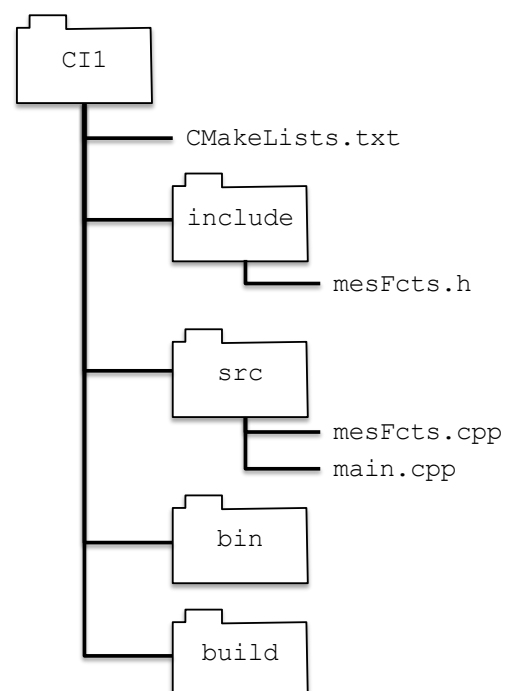 CI1
CMakeLists.txt
include
mesFcts.h
src
mesFcts.cpp
main.cpp
bin
build